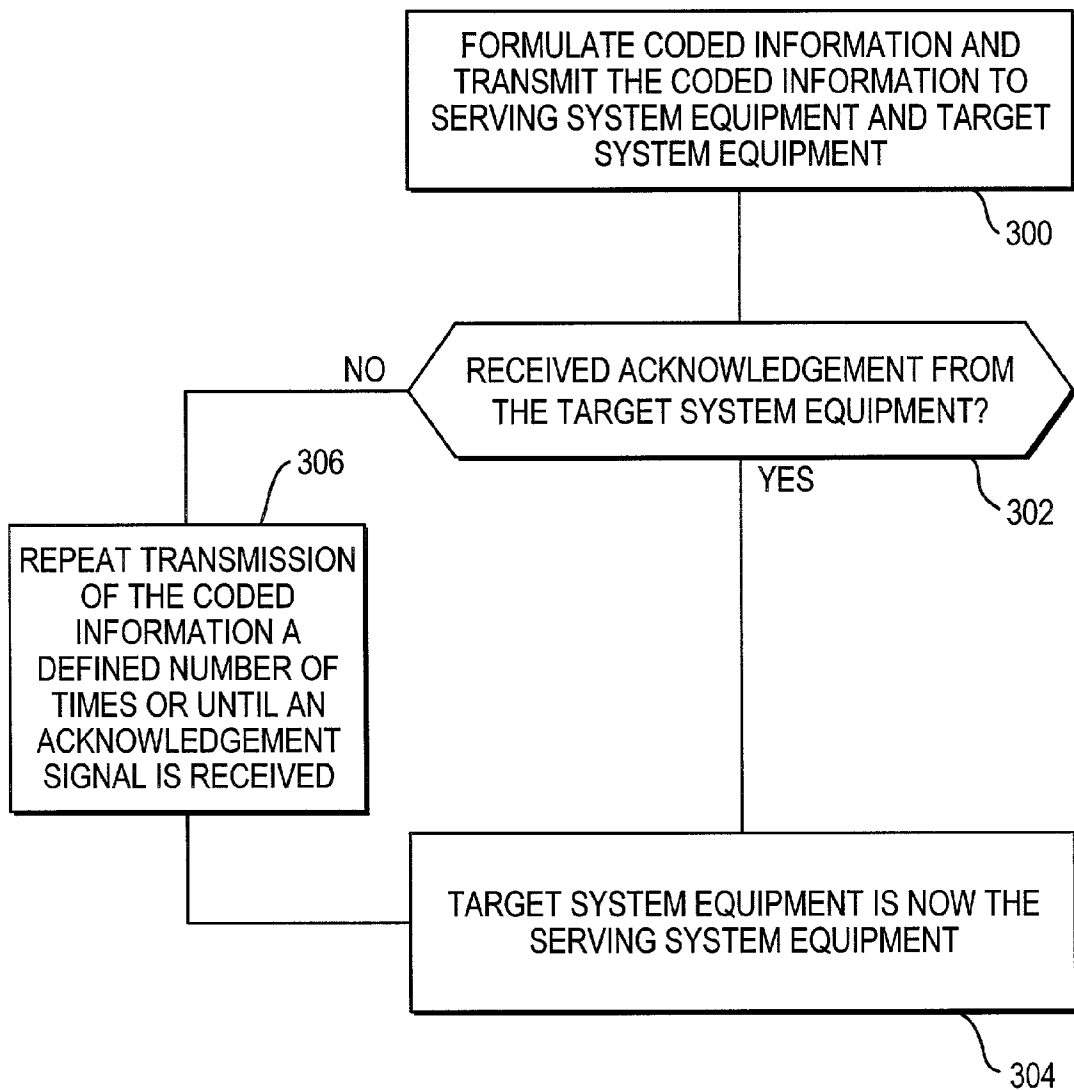 FORMULATE CODED INFORMATION AND
TRANSMIT THE CODED INFORMATION TO
SERVING SYSTEM EQUIPMENT AND TARGET
SYSTEM EQUIPMENT
300
NO
RECEIVED ACKNOWLEDGEMENT FROM
THE TARGET SYSTEM EQUIPMENT?
YES
302
306
REPEAT TRANSMISSION
OF THE CODED
INFORMATION A
DEFINED NUMBER OF
TIMES OR UNTIL AN
ACKNOWLEDGEMENT
SIGNAL IS RECEIVED
TARGET SYSTEM EQUIPMENT IS NOW THE
SERVING SYSTEM EQUIPMENT
304